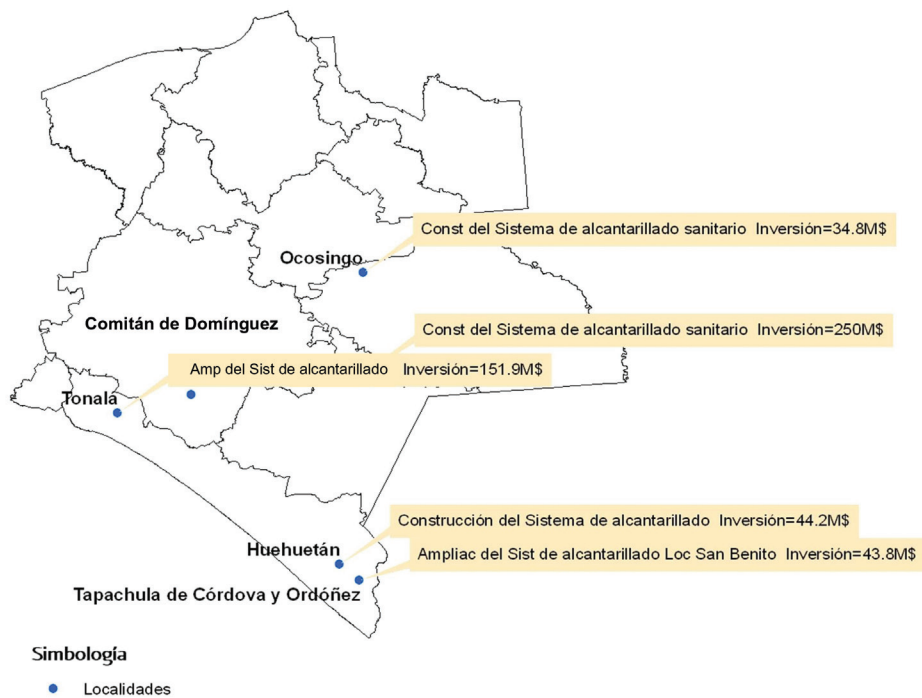 Const del Sistema de alcantarillado sanitario Inversión=34.8M$
Ocosingo
Comitán de Domínguez
Const del Sistema de alcantarillado sanitario Inversión=250M$
Amp del Sist de alcantarillado Inversión=151.9M$
Tonalá
Construcción del Sistema de alcantarillado Inversión=44.2M$
Huehuetán
Ampliac del Sist de alcantarillado Loc San Benito Inversión=43.8M$
Tapachula de Córdova y Ordóñez
Simbología
Localidades